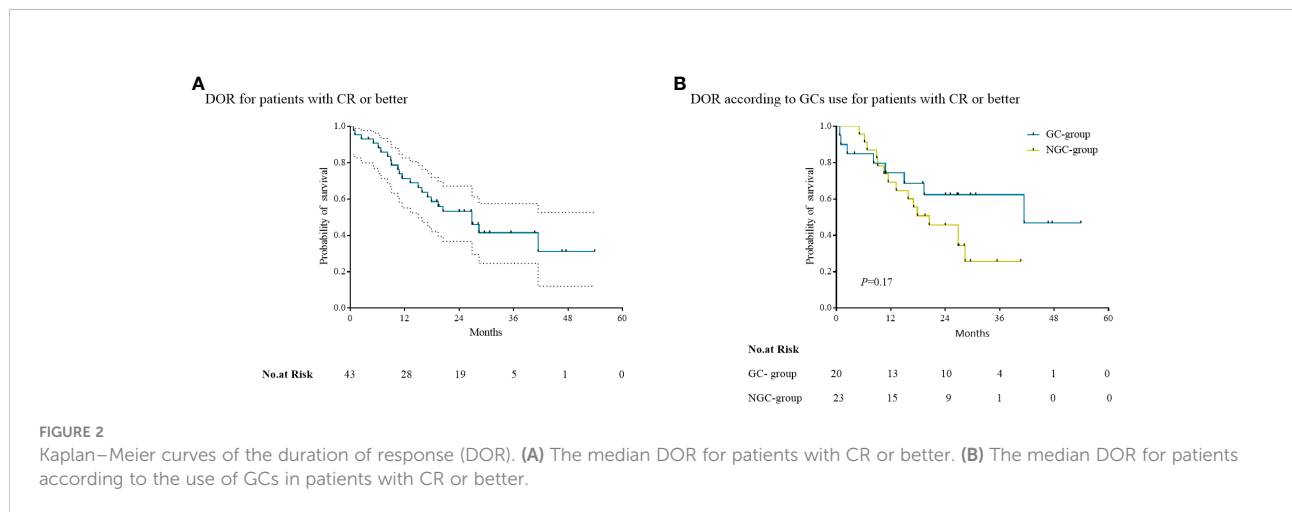 A
DOR for patients with CR or better
1.0
0.8
0.6
0.4
0.2
0.0
Probability of survival
0 12 24 36 48 60
Months
No.at Risk 43 28 19 5 1 0
B
DOR according to GCs use for patients with CR or better
1.0
0.8
0.6
0.4
0.2
0.0
Probability of survival
GC-group
NGC-group
P=0.17
0 12 24 36 48 60
Months
No.at Risk
GC- group 20 13 10 4 1 0
NGC-group 23 15 9 1 0 0
FIGURE 2
Kaplan–Meier curves of the duration of response (DOR). (A) The median DOR for patients with CR or better. (B) The median DOR for patients
according to the use of GCs in patients with CR or better.